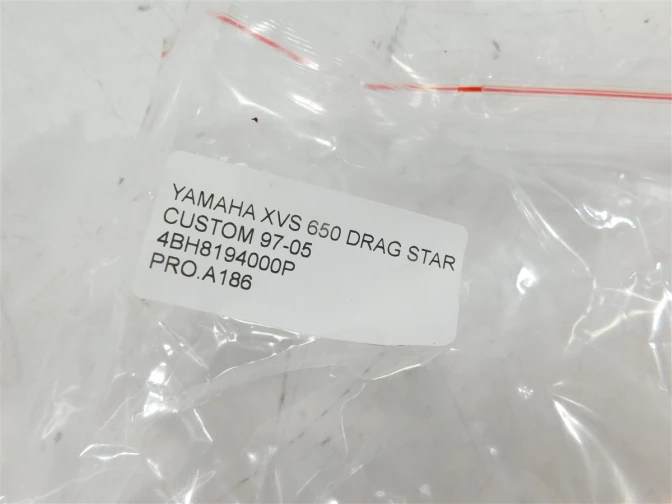 YAMAHA XVS 650 DRAG STAR
CUSTOM 97-05
4BH8194000P
PRO.A186